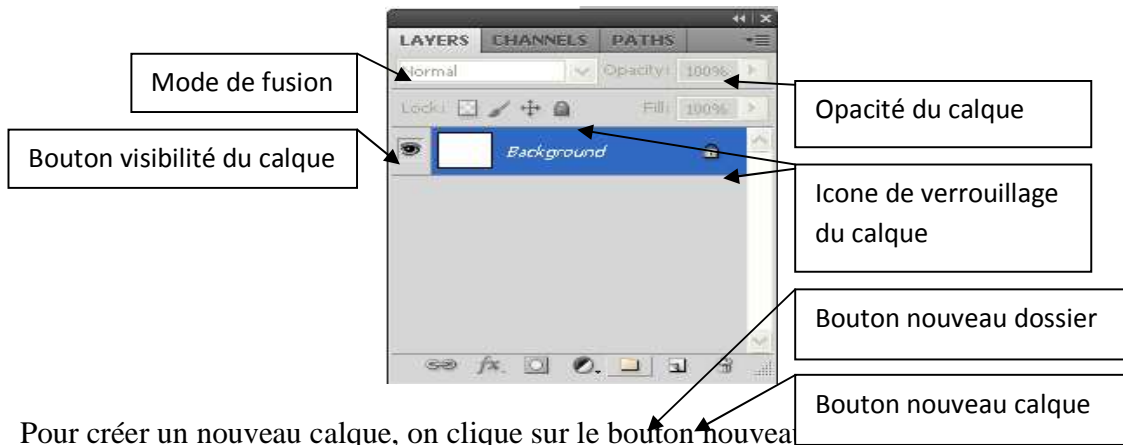 LAYERS CHANNELS PATHS
Mode de fusion
Normal Opacity: 100%
Opacité du calque
Lock: Fill: 100%
Bouton visibilité du calque
Background
Icone de verrouillage
du calque
Bouton nouveau dossier
fx.
Bouton nouveau calque
Pour créer un nouveau calque, on clique sur le bouton nouveau